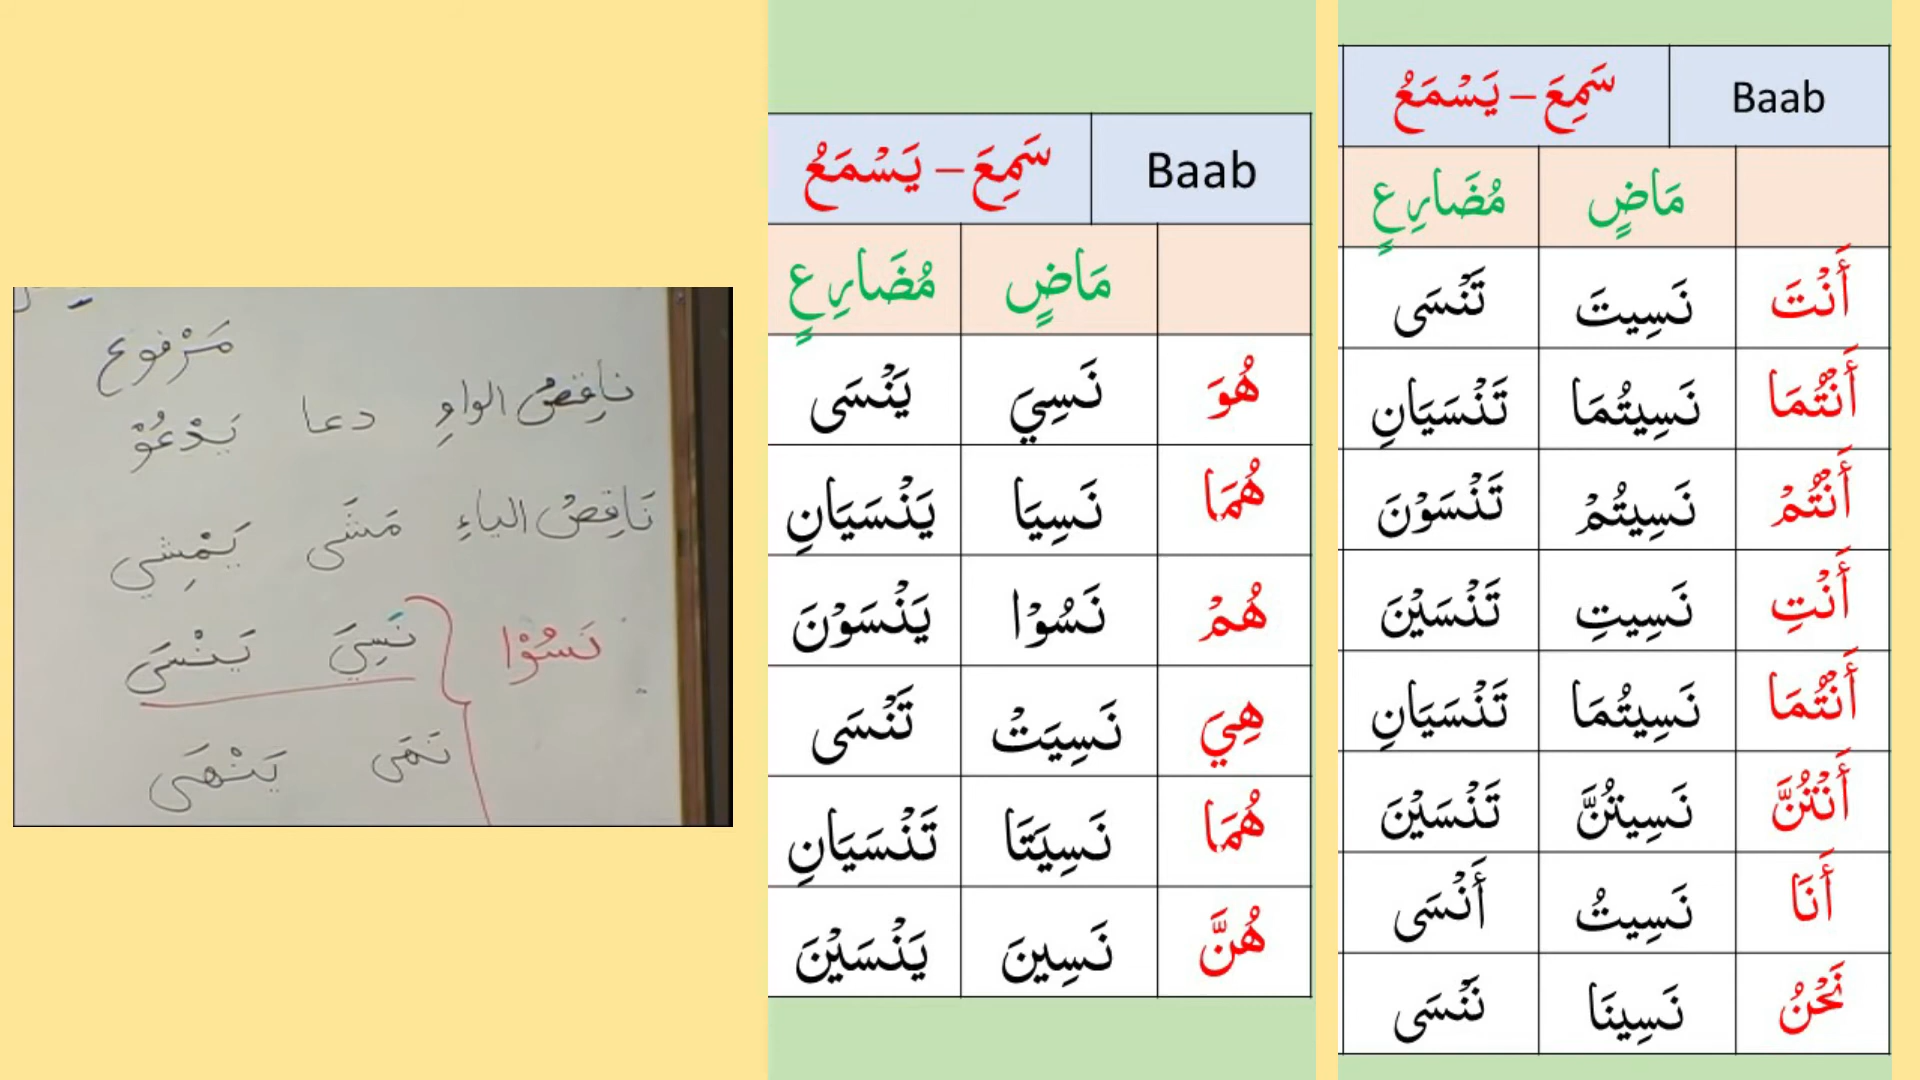 مَرْفوع
نَاقِصُ الواوِ دعا يَدْعُوْ
نَاقِصُ الياءِ مَشَى يَمْشِي
نَسُوْا نَسِيَ يَنْسَى
يَنْهَى
Baab سَمِعَ – يَسْمَعُ
مَاضٍ مُضَارِعٍ
هُوَ نَسِيَ يَنْسَى
هُمَا نَسِيَا يَنْسَيَانِ
هُمْ نَسُوْا يَنْسَوْنَ
هِيَ نَسِيَتْ تَنْسَى
هُمَا نَسِيَتَا تَنْسَيَانِ
هُنَّ نَسِينَ يَنْسَيْنَ
Baab سَمِعَ – يَسْمَعُ
مَاضٍ مُضَارِعٍ
أَنْتَ نَسِيتَ تَنْسَى
أَنْتُمَا نَسِيتُمَا تَنْسَيَانِ
أَنْتُمْ نَسِيتُمْ تَنْسَوْنَ
أَنْتِ نَسِيتِ تَنْسَيْنَ
أَنْتُمَا نَسِيتُمَا تَنْسَيَانِ
أَنْتُنَّ نَسِيتُنَّ تَنْسَيْنَ
أَنَا نَسِيتُ أَنْسَى
نَحْنُ نَسِينَا نَنْسَى